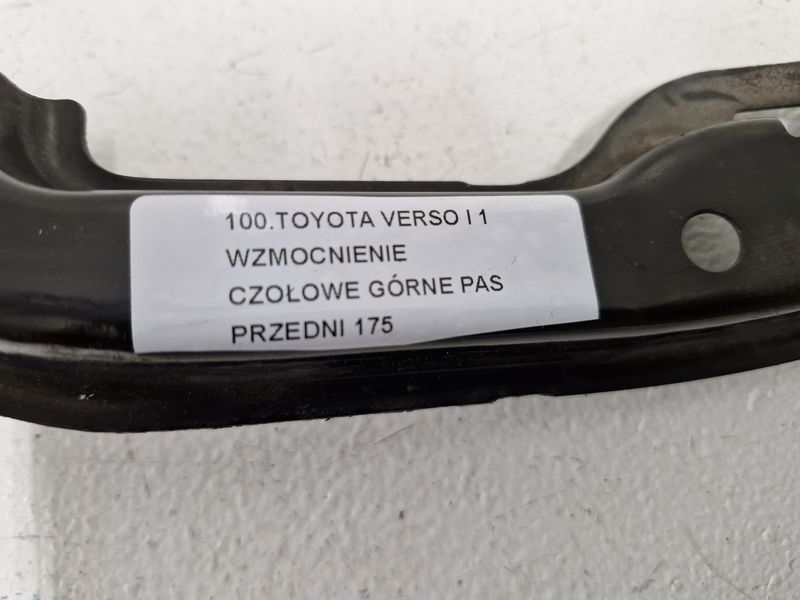 100.TOYOTA VERSO I 1
WZMOCNIENIE
CZOŁOWE GÓRNE PAS
PRZEDNI 175